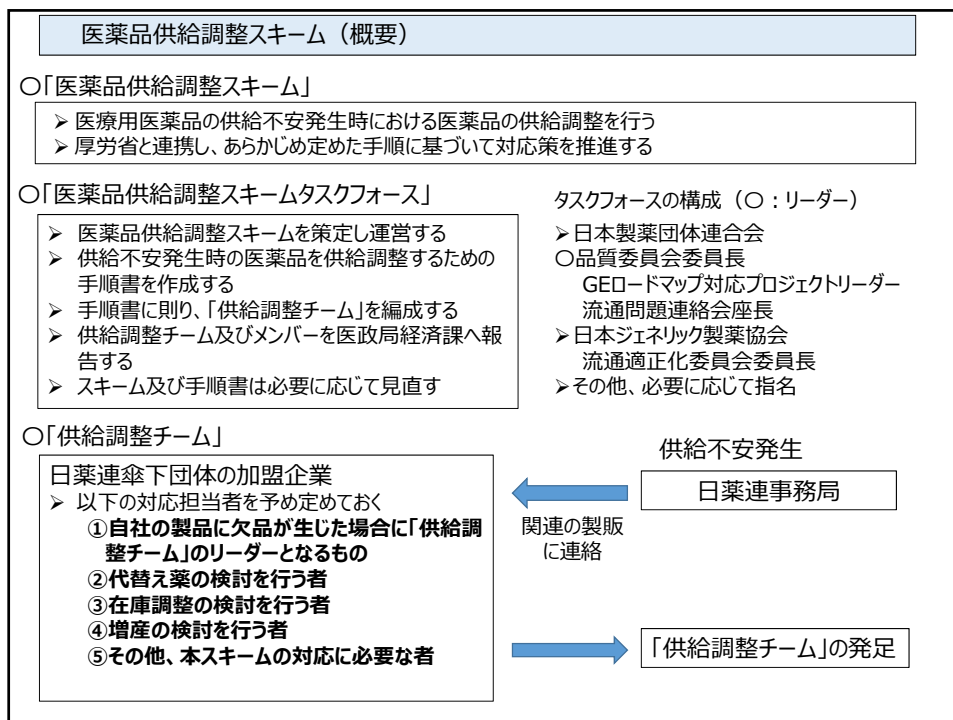 医薬品供給調整スキーム（概要）
〇「医薬品供給調整スキーム」
➢ 医療用医薬品の供給不安発生時における医薬品の供給調整を行う
➢ 厚労省と連携し、あらかじめ定めた手順に基づいて対応策を推進する
〇「医薬品供給調整スキームタスクフォース」
➢ 医薬品供給調整スキームを策定し運営する
➢ 供給不安発生時の医薬品を供給調整するための
手順書を作成する
➢ 手順書に則り、「供給調整チーム」を編成する
➢ 供給調整チーム及びメンバーを医政局経済課へ報
告する
➢ スキーム及び手順書は必要に応じて見直す
タスクフォースの構成（〇：リーダー）
➢日本製薬団体連合会
〇品質委員会委員長
GEロードマップ対応プロジェクトリーダー
流通問題連絡会座長
➢日本ジェネリック製薬協会
流通適正化委員会委員長
➢その他、必要に応じて指名
〇「供給調整チーム」
日薬連傘下団体の加盟企業
➢ 以下の対応担当者を予め定めておく
①自社の製品に欠品が生じた場合に「供給調
整チーム」のリーダーとなるもの
②代替え薬の検討を行う者
③在庫調整の検討を行う者
④増産の検討を行う者
⑤その他、本スキームの対応に必要な者
供給不安発生
日薬連事務局
関連の製販
に連絡
「供給調整チーム」の発足